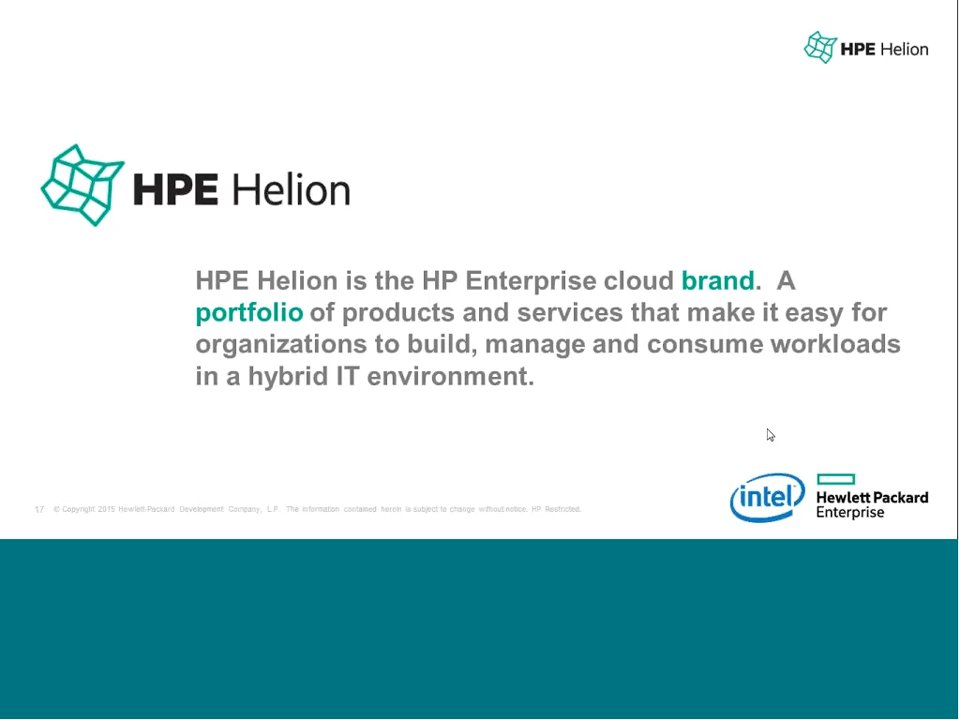 HPE Helion
HPE Helion
HPE Helion is the HP Enterprise cloud brand.  A
portfolio of products and services that make it easy for
organizations to build, manage and consume workloads
in a hybrid IT environment.
intel
Hewlett Packard
Enterprise
17 © Copyright 2015 Hewlett-Packard Development Company, L.P. The information contained herein is subject to change without notice. HP Restricted.